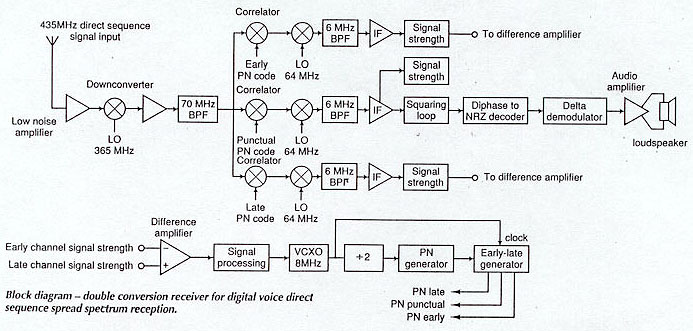 435MHz direct sequence
signal input
Low noise
amplifier
Downconverter
LO
365 MHz
70 MHz
BPF
Correlator
Early
PN code
LO
64 MHz
6 MHz
BPF
IF
Signal
strength
To difference amplifier
Signal
strength
Correlator
Punctual
PN code
LO
64 MHz
6 MHz
BPF
IF
Squaring
loop
Diphase to
NRZ decoder
Delta
demodulator
Audio
amplifier
loudspeaker
Correlator
Late
PN code
LO
64 MHz
6 MHz
BPF
IF
Signal
strength
To difference amplifier
Difference
amplifier
Early channel signal strength
Late channel signal strength
−
+
Signal
processing
VCXO
8MHz
÷2
PN
generator
clock
Early-late
generator
PN late
PN punctual
PN early
Block diagram – double conversion receiver for digital voice direct
sequence spread spectrum reception.